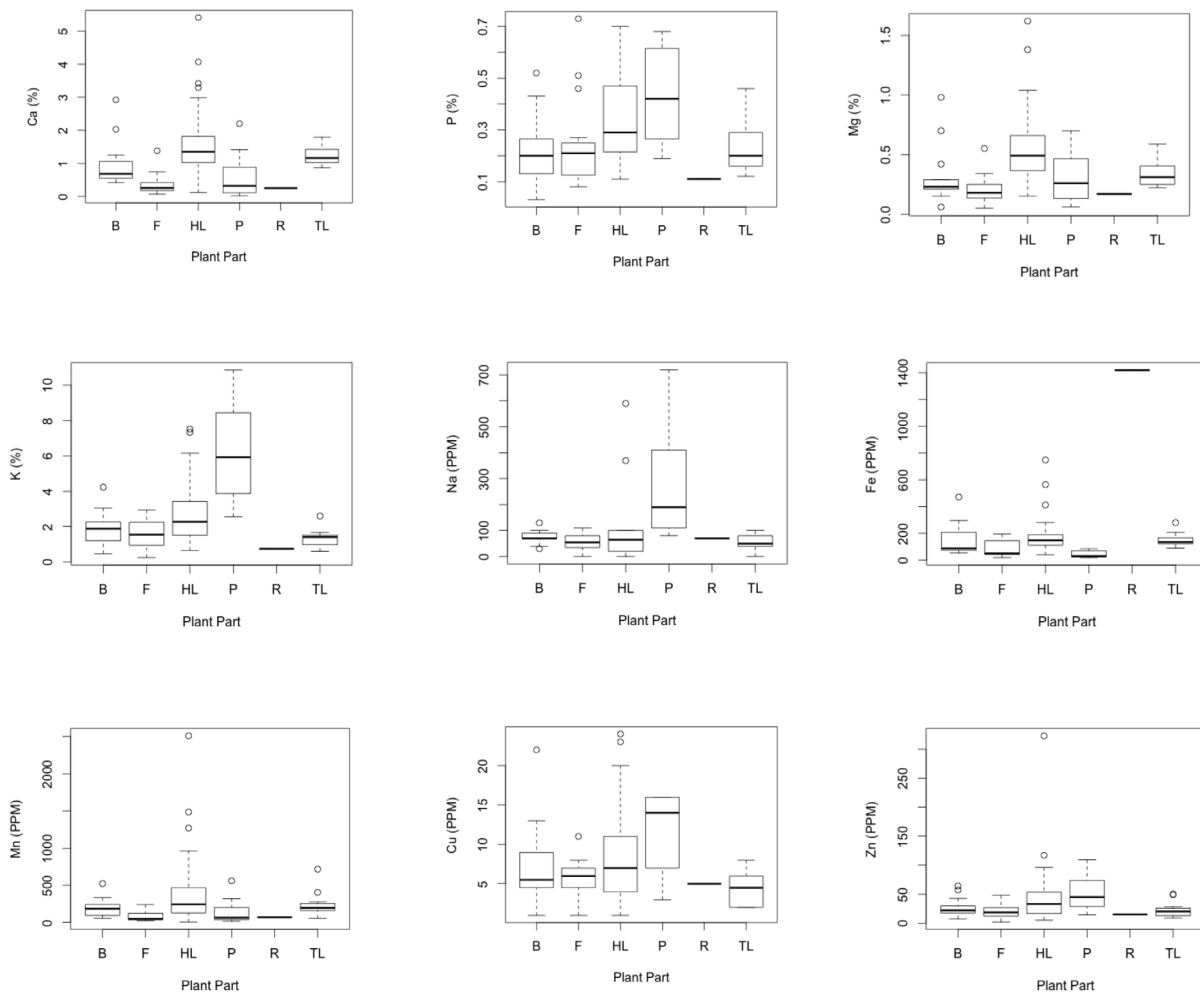 Ca (%)
5
4
3
2
1
0
B F HL P R TL
Plant Part
P (%)
0.7
0.5
0.3
0.1
B F HL P R TL
Plant Part
Mg (%)
1.5
1.0
0.5
0.0
B F HL P R TL
Plant Part
K (%)
10
8
6
4
2
0
B F HL P R TL
Plant Part
Na (PPM)
700
500
300
100
0
B F HL P R TL
Plant Part
Fe (PPM)
1400
1000
600
200
0
B F HL P R TL
Plant Part
Mn (PPM)
2000
1000
500
0
B F HL P R TL
Plant Part
Cu (PPM)
20
15
10
5
B F HL P R TL
Plant Part
Zn (PPM)
250
150
50
0
B F HL P R TL
Plant Part